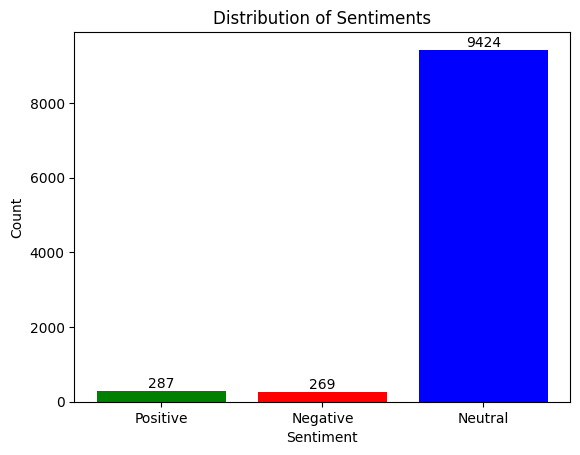 Distribution of Sentiments
9424
8000
6000
4000
2000
0
287
269
Count
Positive
Negative
Neutral
Sentiment